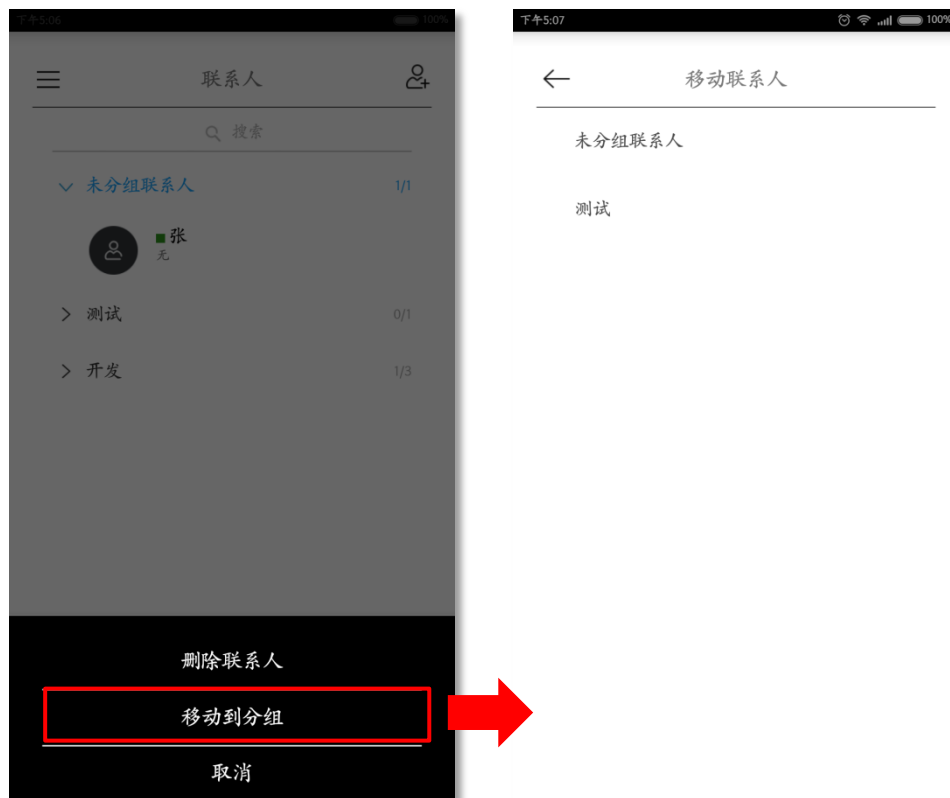 下午5:06
100%
联系人
搜索
未分组联系人
1/1
张
无
测试
0/1
开发
1/3
删除联系人
移动到分组
取消
下午5:07
100%
移动联系人
未分组联系人
测试